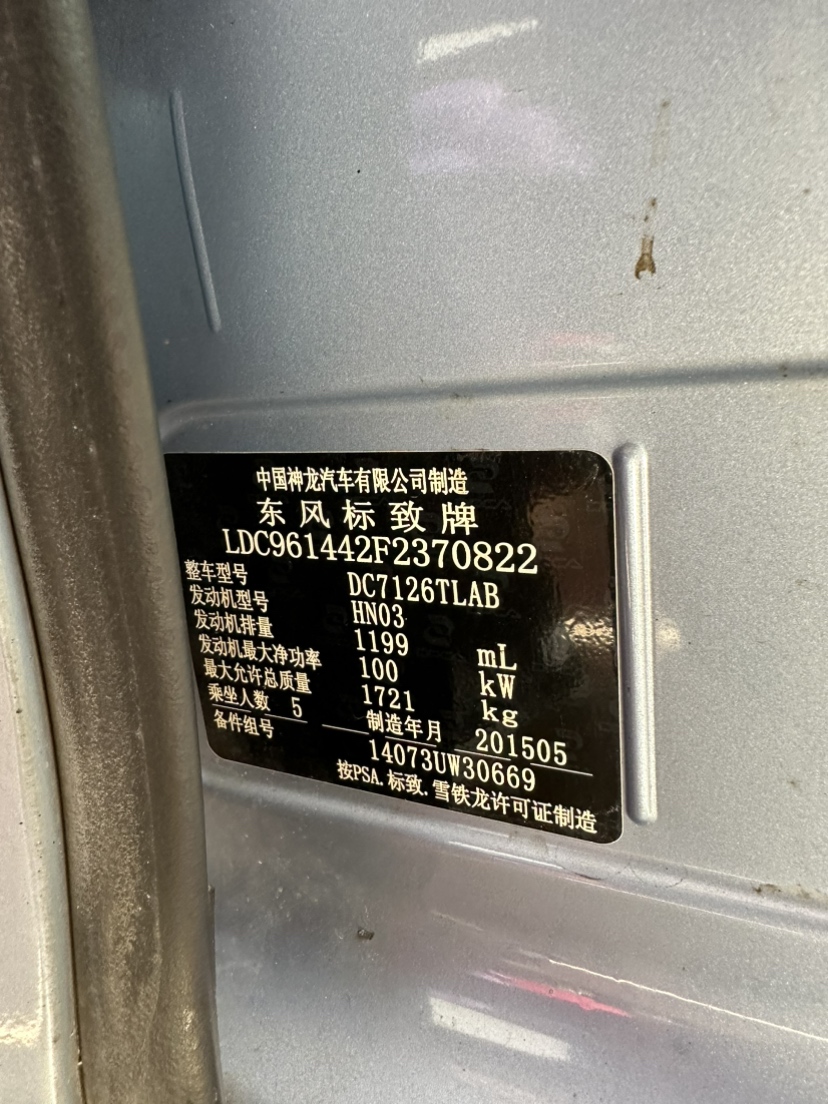 中国神龙汽车有限公司制造
东风标致牌
LDC961442F2370822
整车型号 DC7126TLAB
发动机型号 HN03
发动机排量 1199 mL
发动机最大净功率 100 kW
最大允许总质量 1721 kg
乘坐人数 5 制造年月 201505
备件组号 14073UW30669
按PSA.标致.雪铁龙许可证制造